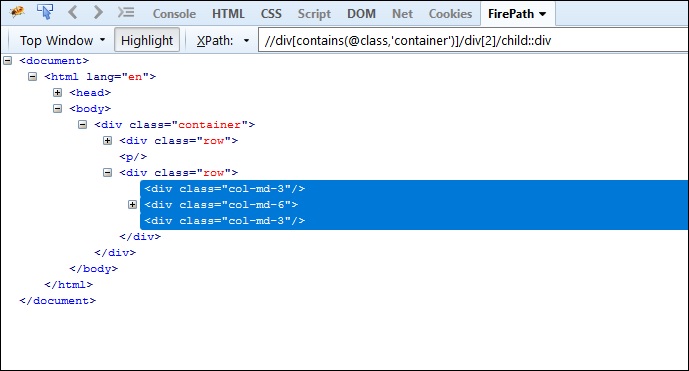 Console HTML CSS Script DOM Net Cookies FirePath ▾
Top Window ▾ Highlight XPath: ▾ //div[contains(@class,'container')]/div[2]/child::div
<document>
<html lang="en">
<head>
<body>
<div class="container">
<div class="row">
<p/>
<div class="row">
<div class="col-md-3"/>
<div class="col-md-6">
<div class="col-md-3"/>
</div>
</div>
</body>
</html>
</document>